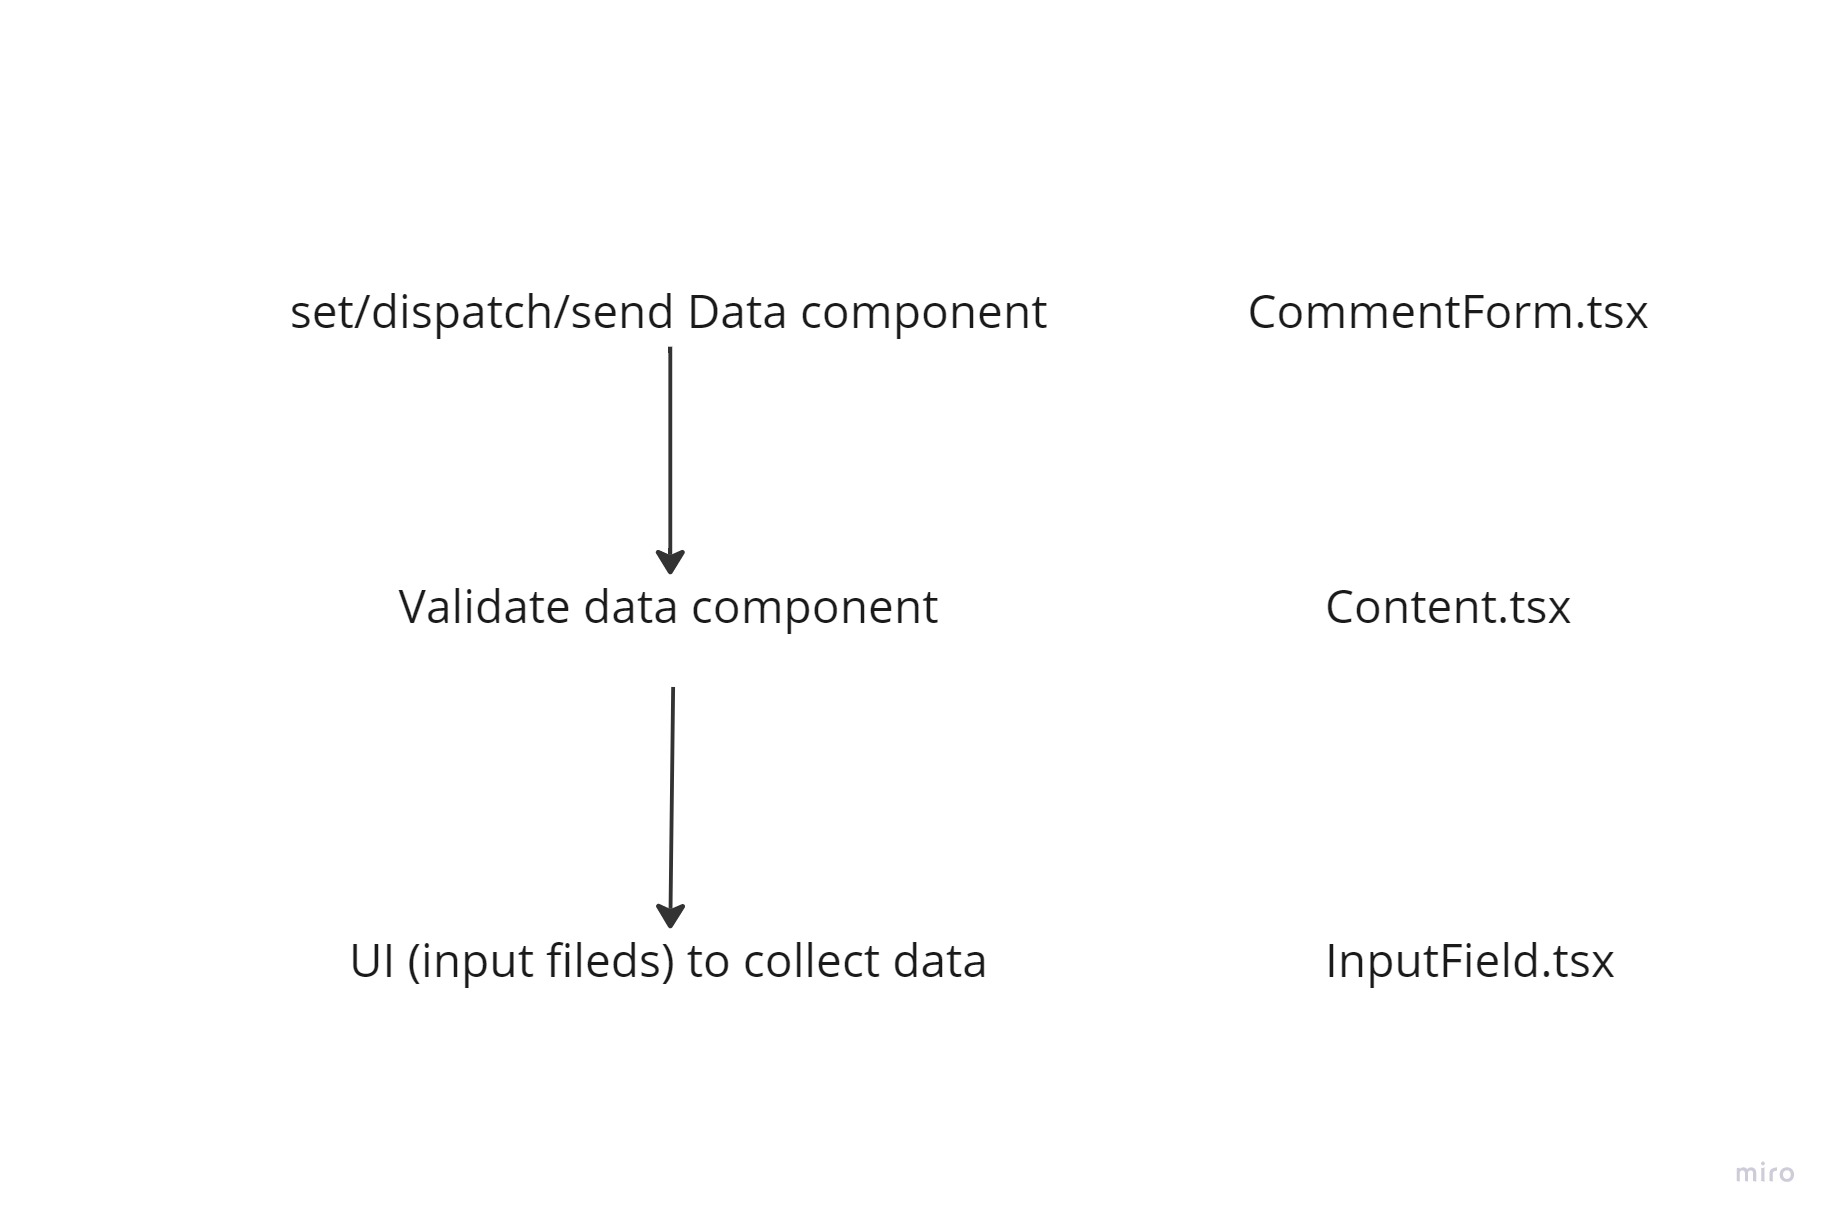 set/dispatch/send Data component
CommentForm.tsx
Validate data component
Content.tsx
UI (input fileds) to collect data
InputField.tsx
miro